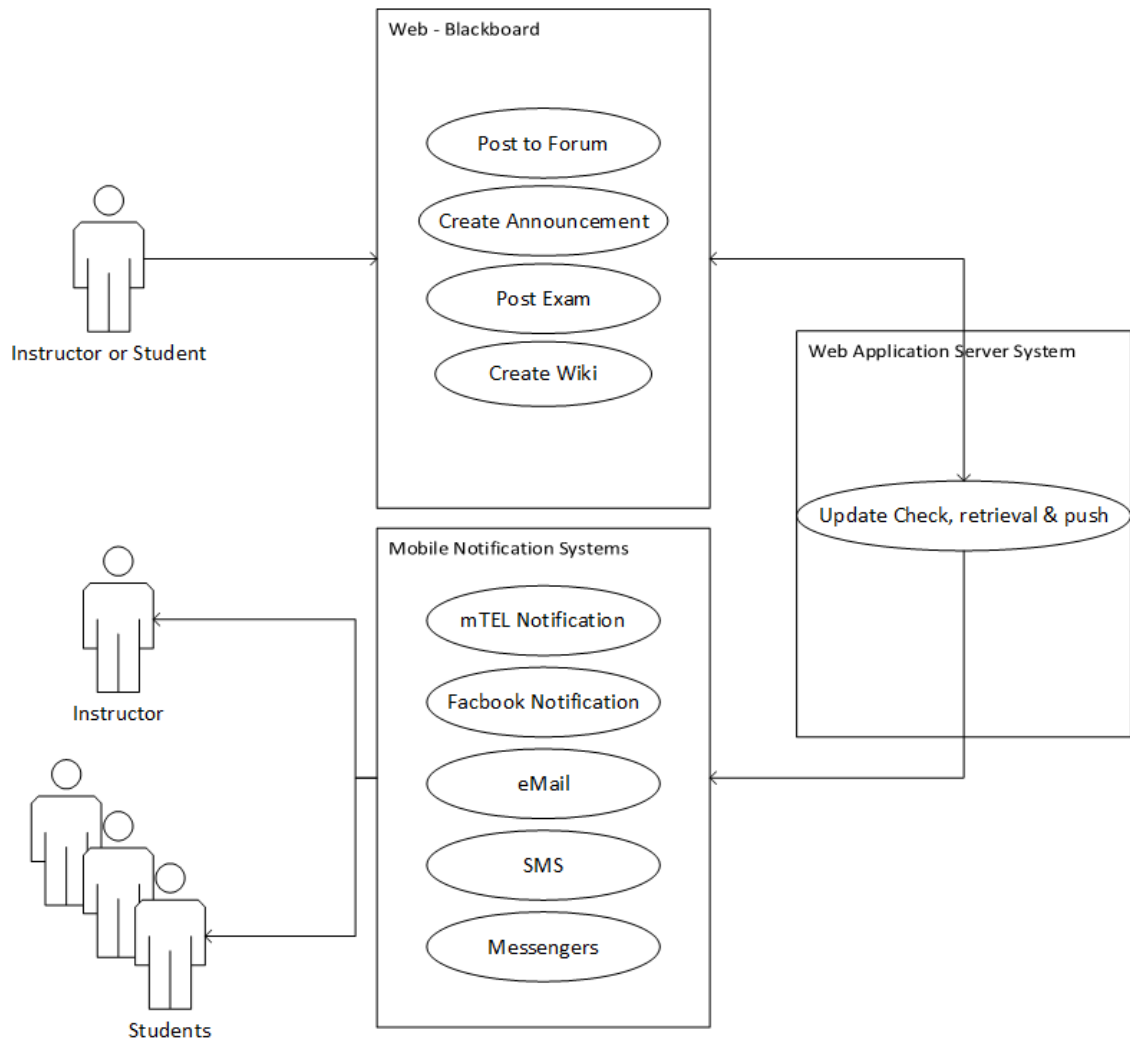 Web - Blackboard
Post to Forum
Create Announcement
Post Exam
Create Wiki
Instructor or Student
Web Application Server System
Update Check, retrieval & push
Mobile Notification Systems
mTEL Notification
Facbook Notification
eMail
SMS
Messengers
Instructor
Students